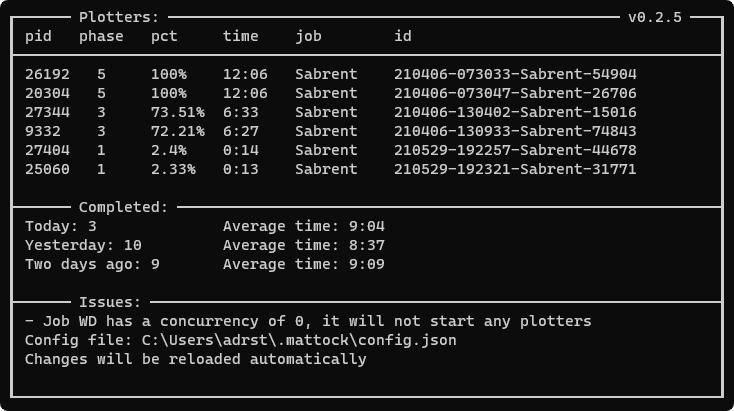 Plotters: v0.2.5
pid phase pct time job id
26192 5 100% 12:06 Sabrent 210406-073033-Sabrent-54904
20304 5 100% 12:06 Sabrent 210406-073047-Sabrent-26706
27344 3 73.51% 6:33 Sabrent 210406-130402-Sabrent-15016
9332 3 72.21% 6:27 Sabrent 210406-130933-Sabrent-74843
27404 1 2.4% 0:14 Sabrent 210529-192257-Sabrent-44678
25060 1 2.33% 0:13 Sabrent 210529-192321-Sabrent-31771
Completed:
Today: 3 Average time: 9:04
Yesterday: 10 Average time: 8:37
Two days ago: 9 Average time: 9:09
Issues:
- Job WD has a concurrency of 0, it will not start any plotters
Config file: C:\Users\adrst\.mattock\config.json
Changes will be reloaded automatically